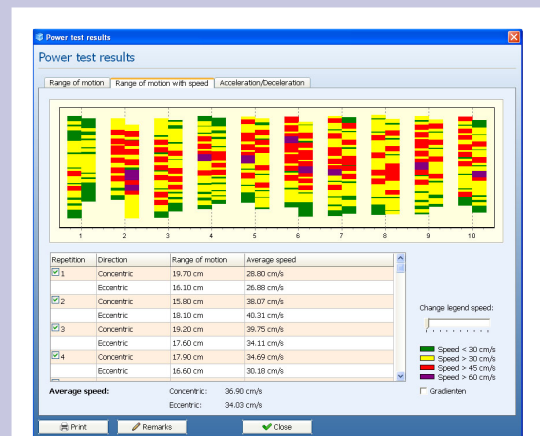 Power test results
Power test results
Range of motion Range of motion with speed Acceleration/Deceleration
1 2 3 4 5 6 7 8 9 10
Repetition Direction Range of motion Average speed
1 Concentric 19.70 cm 28.80 cm/s
Eccentric 16.10 cm 26.88 cm/s
2 Concentric 15.80 cm 38.07 cm/s
Eccentric 18.10 cm 40.31 cm/s
3 Concentric 19.20 cm 39.75 cm/s
Eccentric 17.60 cm 34.11 cm/s
4 Concentric 17.90 cm 34.69 cm/s
Eccentric 16.60 cm 30.18 cm/s
Change legend speed:
Speed < 30 cm/s
Speed > 30 cm/s
Speed > 45 cm/s
Speed > 60 cm/s
Gradienten
Average speed: Concentric: 36.90 cm/s
Eccentric: 34.03 cm/s
Print Remarks Close